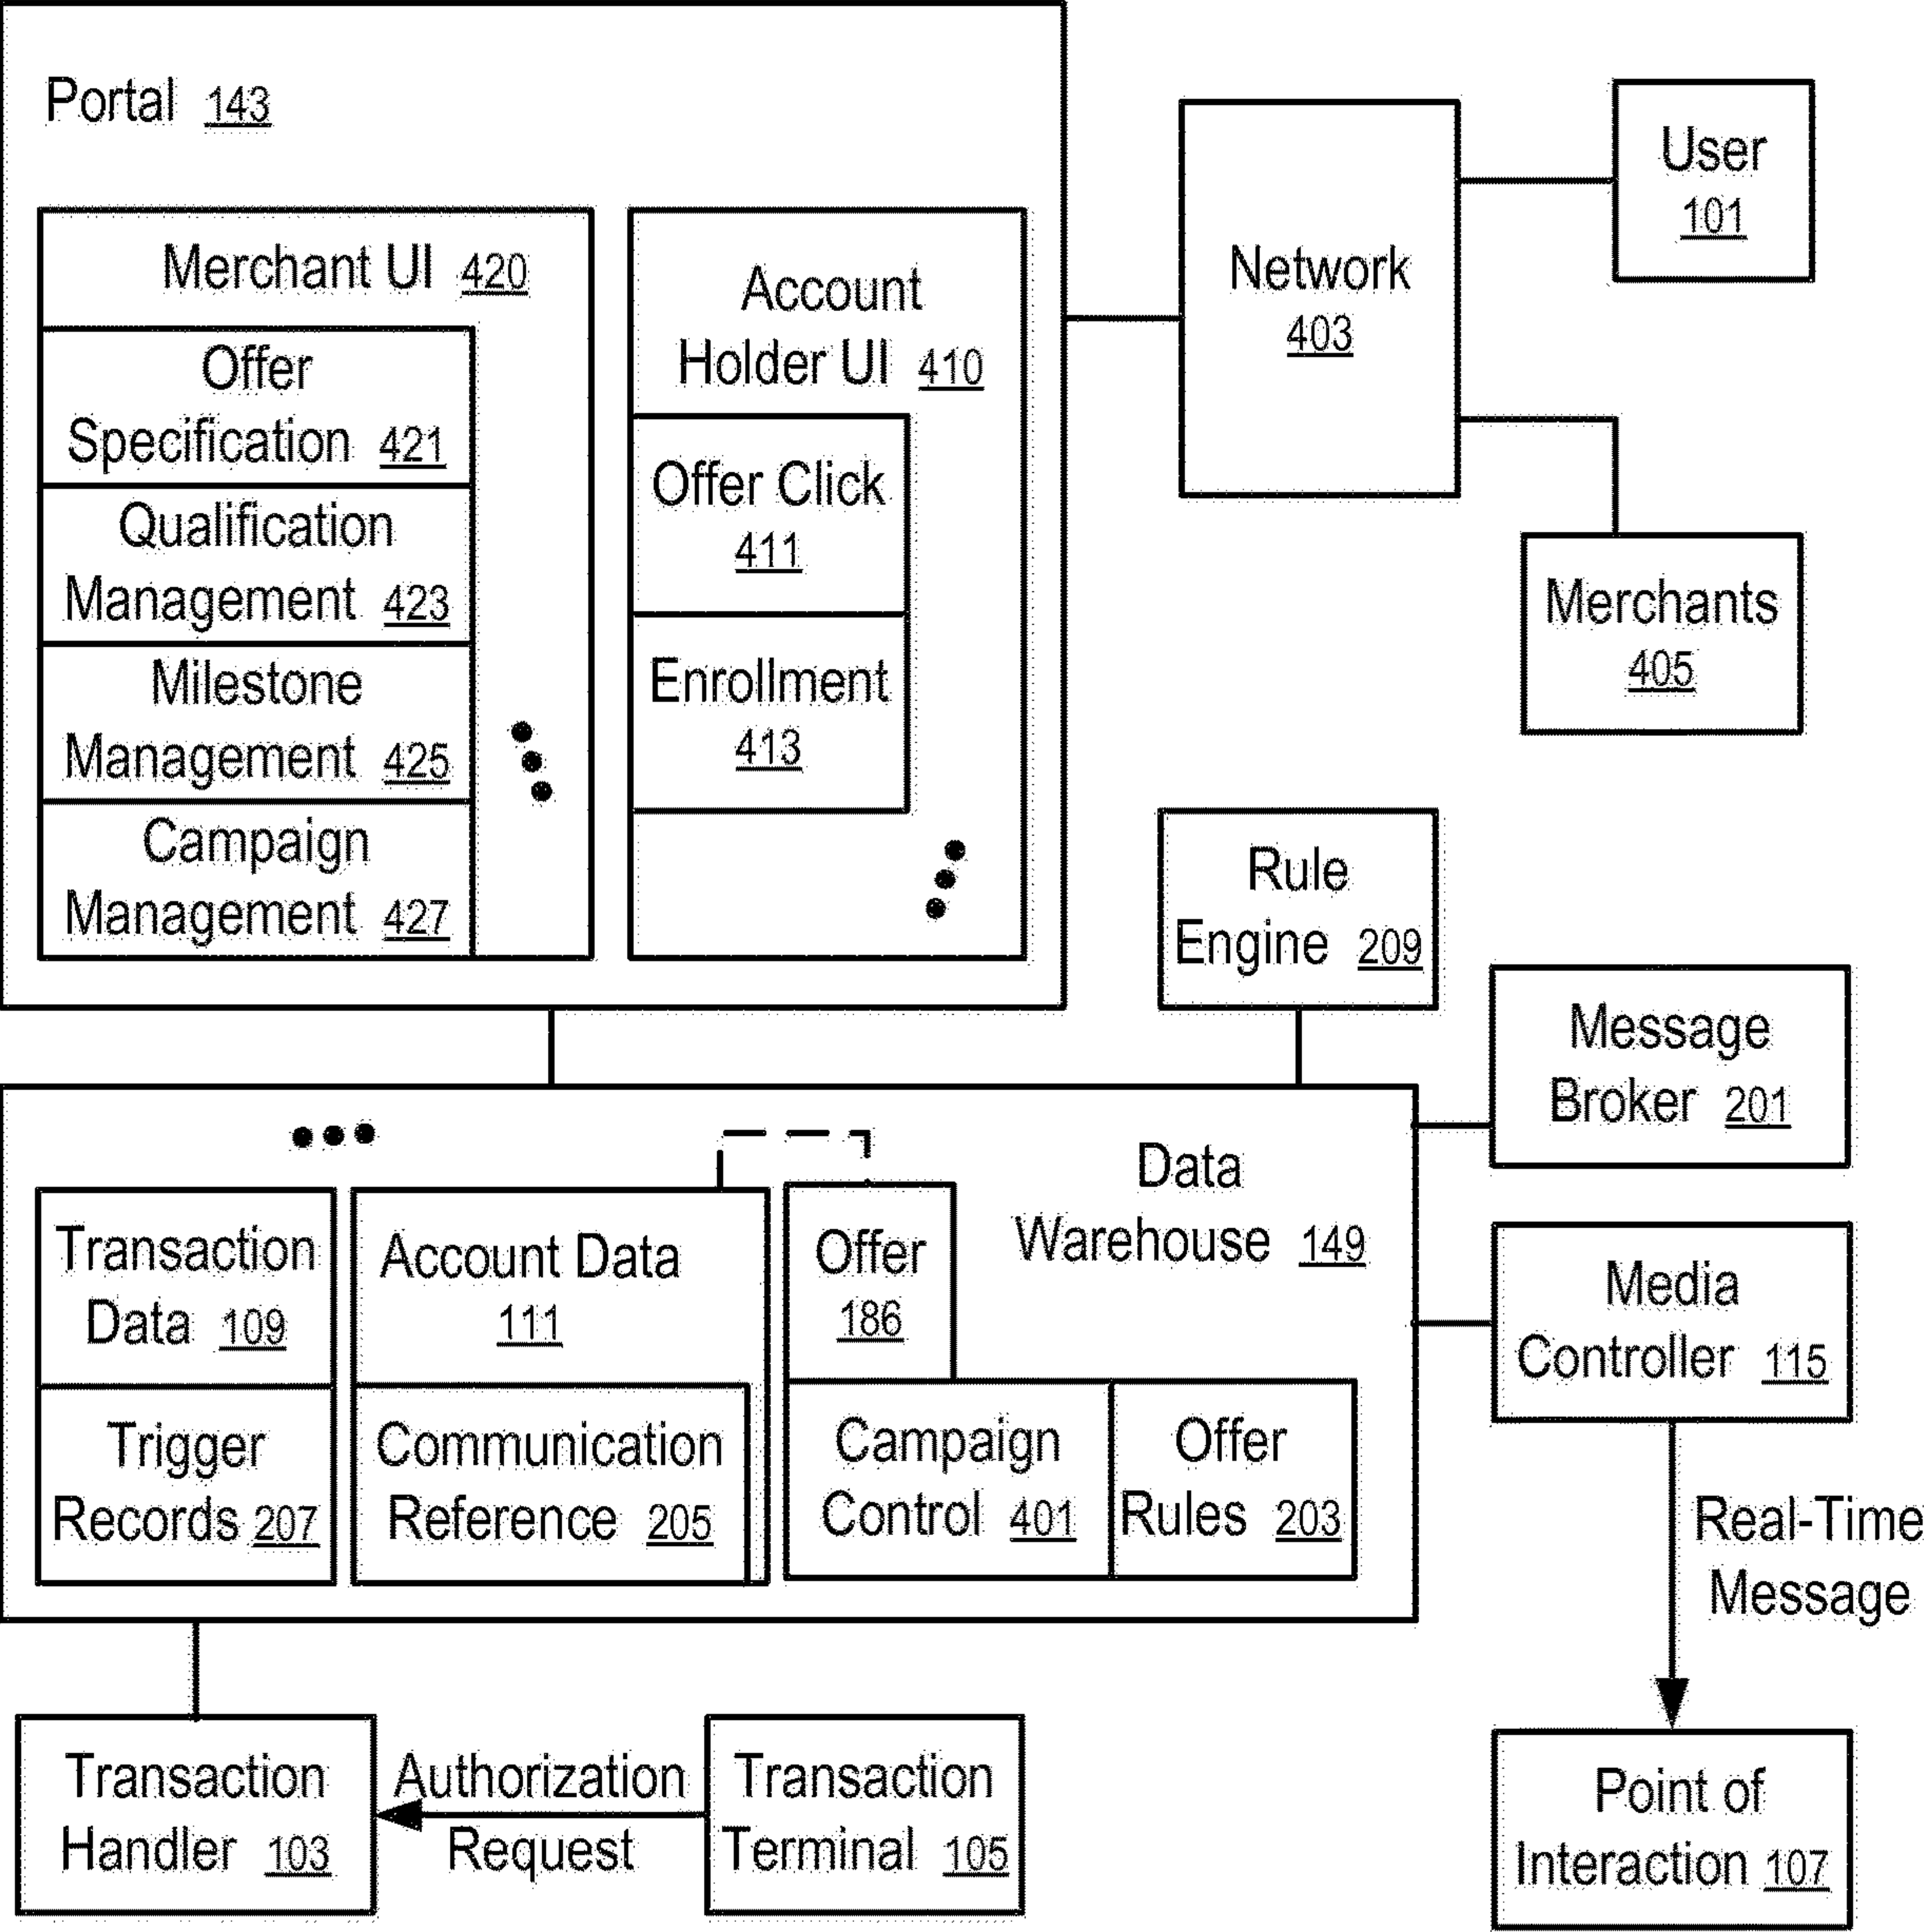 Portal 143
Merchant UI 420
Offer
Specification 421
Qualification
Management 423
Milestone
Management 425
Campaign
Management 427
Account
Holder UI 410
Offer Click
411
Enrollment
413
Network
403
User
101
Merchants
405
Rule
Engine 209
Message
Broker 201
Data
Warehouse 149
Transaction
Data 109
Trigger
Records 207
Account Data
111
Communication
Reference 205
Offer
186
Campaign
Control 401
Offer
Rules 203
Media
Controller 115
Real-Time
Message
Transaction
Handler 103
Authorization
Request
Transaction
Terminal 105
Point of
Interaction 107